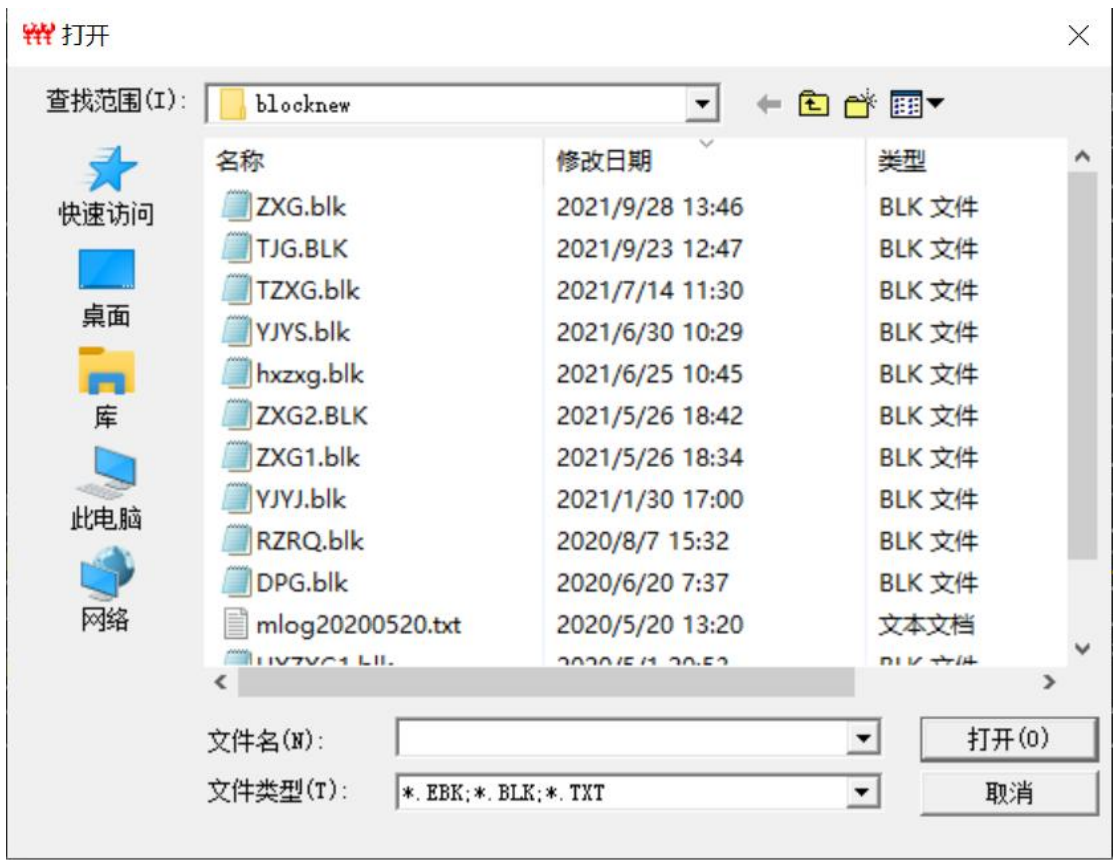 打开
查找范围(I): blocknew
名称 修改日期 类型
ZXG.blk 2021/9/28 13:46 BLK 文件
TJG.BLK 2021/9/23 12:47 BLK 文件
TZXG.blk 2021/7/14 11:30 BLK 文件
YJYS.blk 2021/6/30 10:29 BLK 文件
hxzxg.blk 2021/6/25 10:45 BLK 文件
ZXG2.BLK 2021/5/26 18:42 BLK 文件
ZXG1.blk 2021/5/26 18:34 BLK 文件
YJYJ.blk 2021/1/30 17:00 BLK 文件
RZRQ.blk 2020/8/7 15:32 BLK 文件
DPG.blk 2020/6/20 7:37 BLK 文件
mlog20200520.txt 2020/5/20 13:20 文本文档
快速访问
桌面
库
此电脑
网络
文件名(N):
打开(O)
文件类型(T): *.EBK;*.BLK;*.TXT
取消